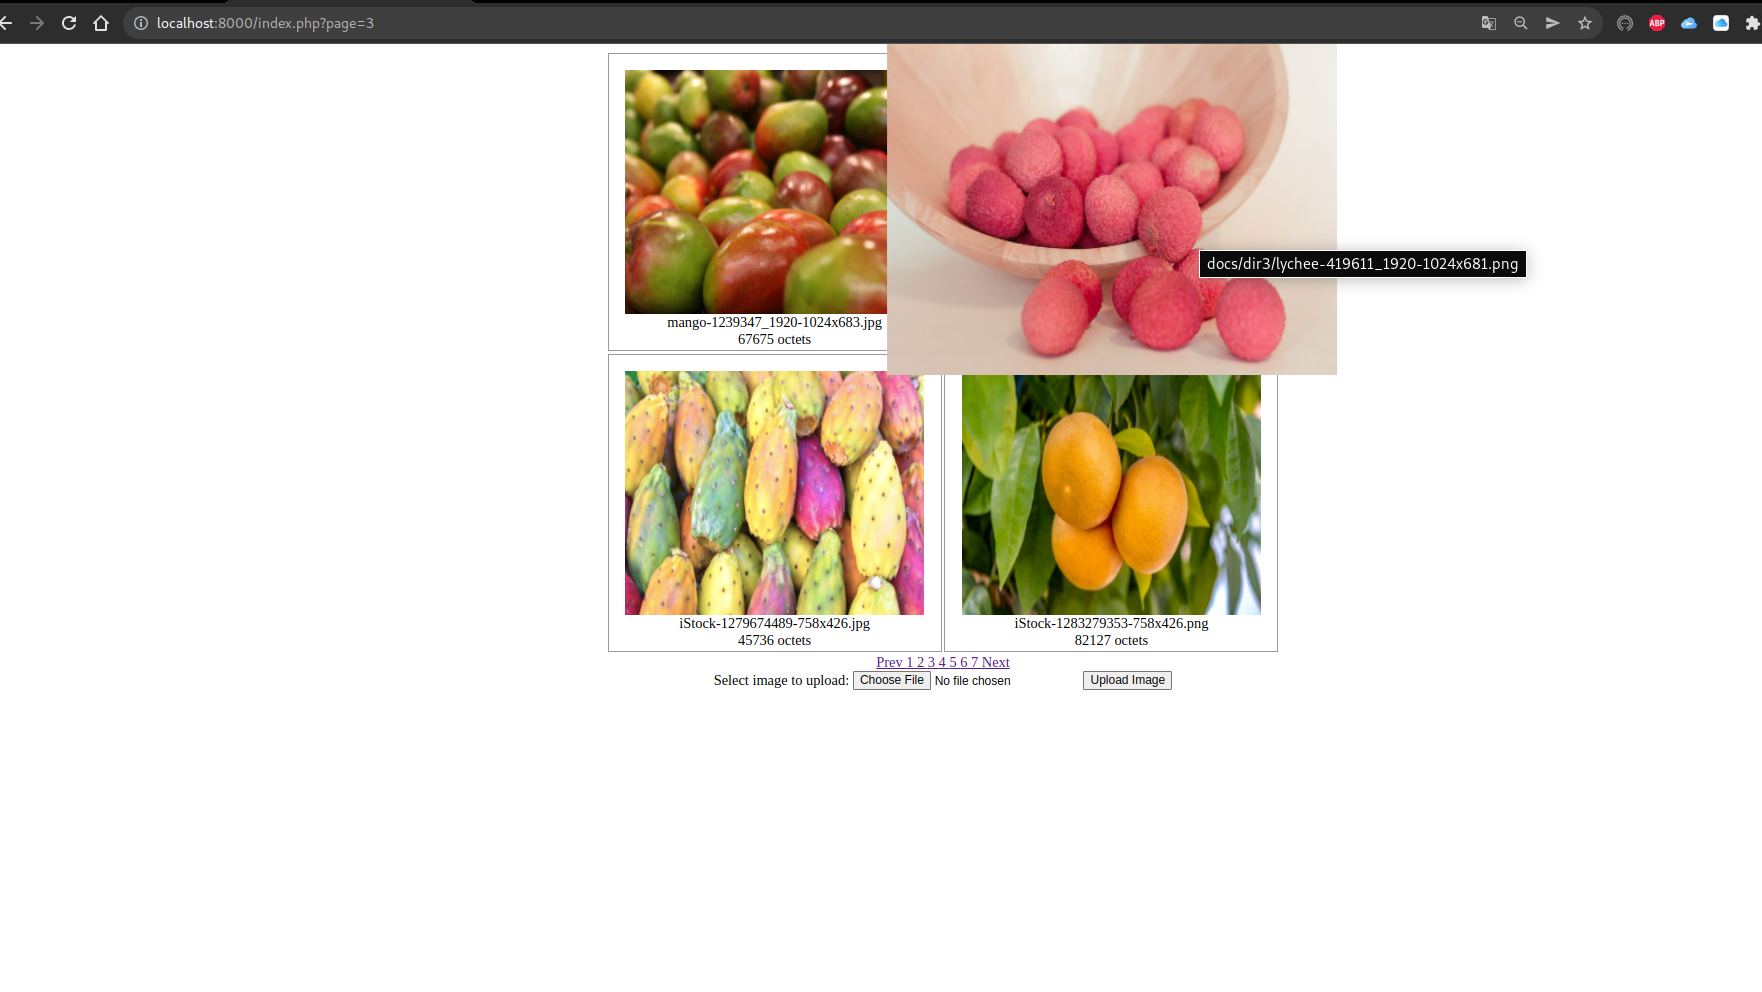 localhost:8000/index.php?page=3
ABP
docs/dir3/lychee-419611_1920-1024x681.png
mango-1239347_1920-1024x683.jpg
67675 octets
iStock-1279674489-758x426.jpg
45736 octets
iStock-1283279353-758x426.png
82127 octets
Prev 1 2 3 4 5 6 7 Next
Select image to upload: Choose File No file chosen Upload Image